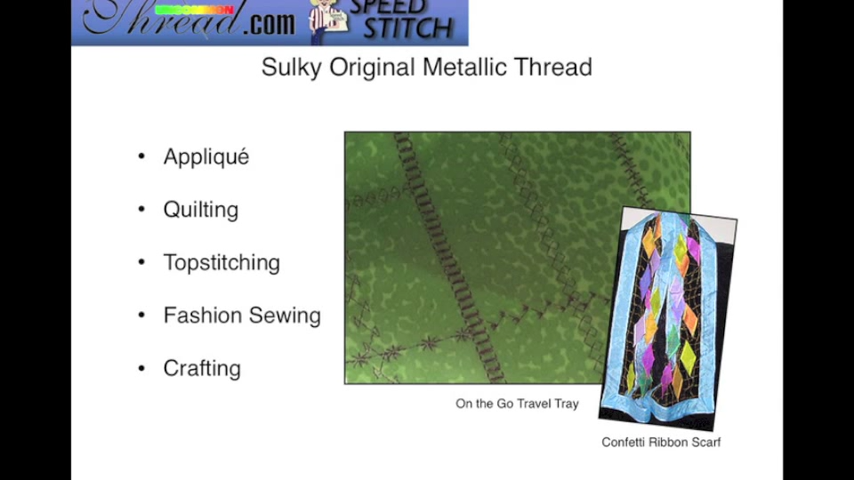 Thread.com
SPEED
STITCH
Sulky Original Metallic Thread
• Appliqué
• Quilting
• Topstitching
• Fashion Sewing
• Crafting
On the Go Travel Tray
Confetti Ribbon Scarf